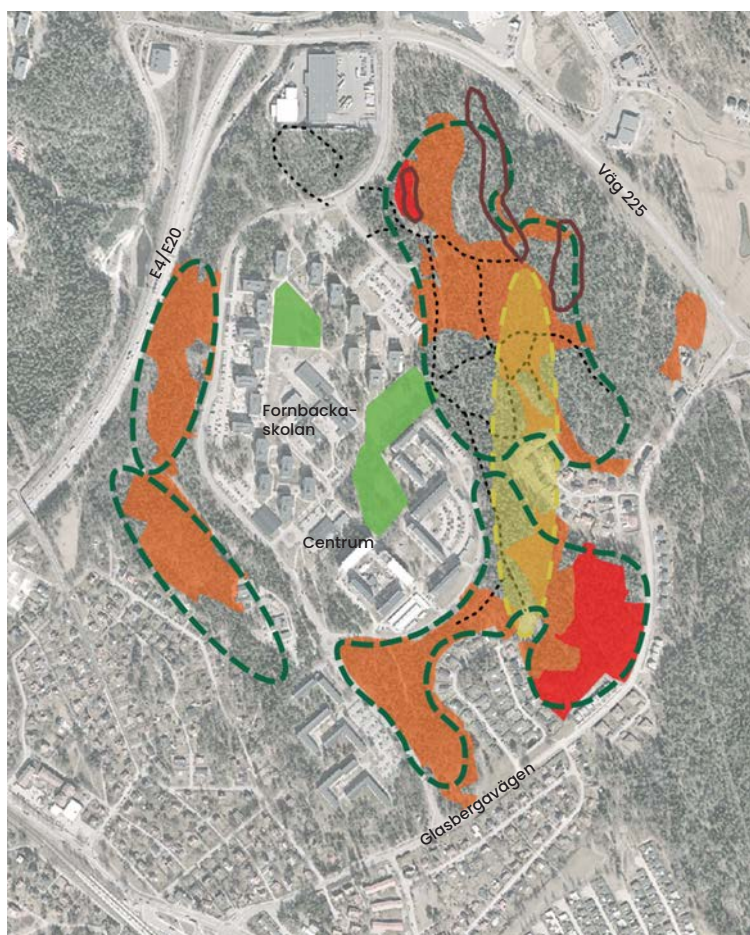 Väg 225
E4/E20
Fornbacka-
skolan
Centrum
Glasbergavägen